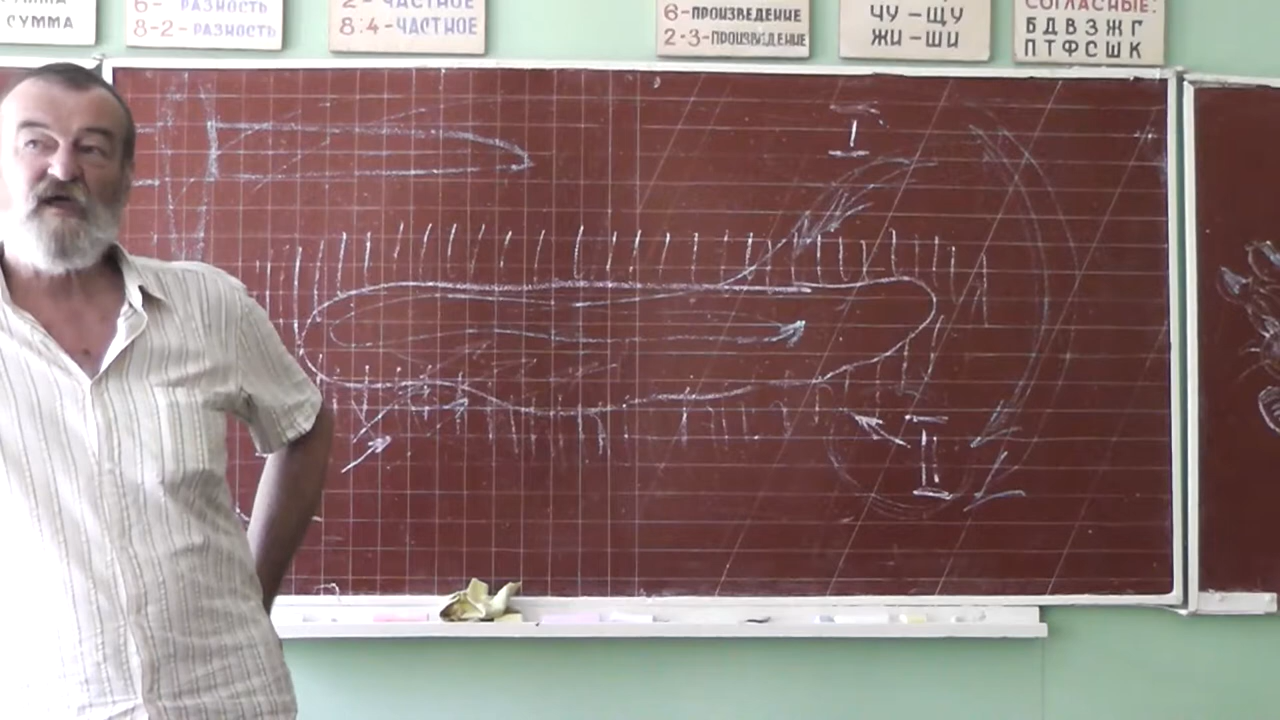 СУММА
6- РАЗНОСТЬ
8-2-РАЗНОСТЬ
2- ЧАСТНОЕ
8:4-ЧАСТНОЕ
6-ПРОИЗВЕДЕНИЕ
2·3-ПРОИЗВЕДЕНИЕ
ЧУ-ЩУ
ЖИ-ШИ
СОГЛАСНЫЕ:
Б Д В З Ж Г
П Т Ф С Ш К
I
II